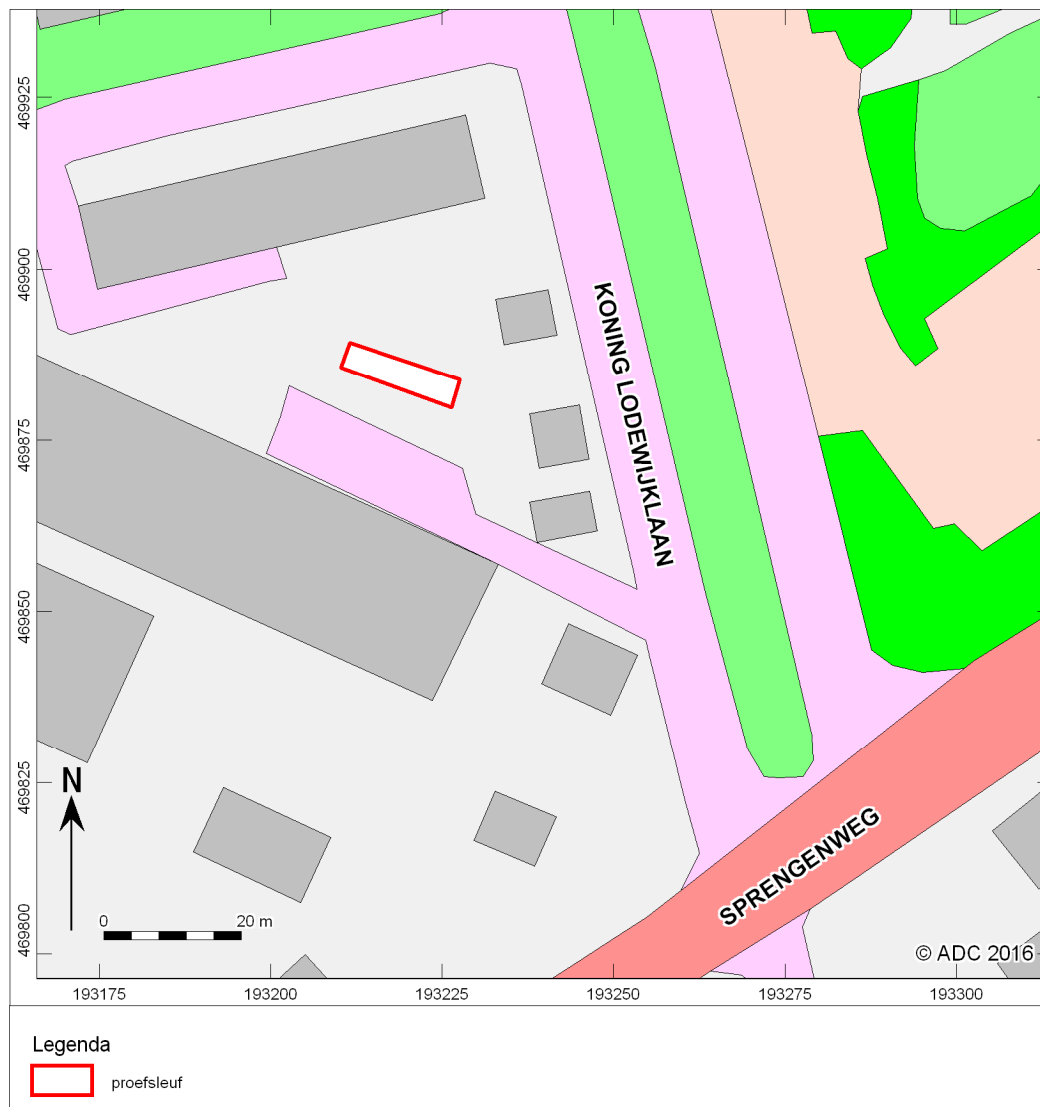 469925
469900
469875
469850
469825
469800
KONING LODEWIJKLAAN
SPRENGENWEG
N
0 20 m
© ADC 2016
193175 193200 193225 193250 193275 193300
Legenda
proefsleuf